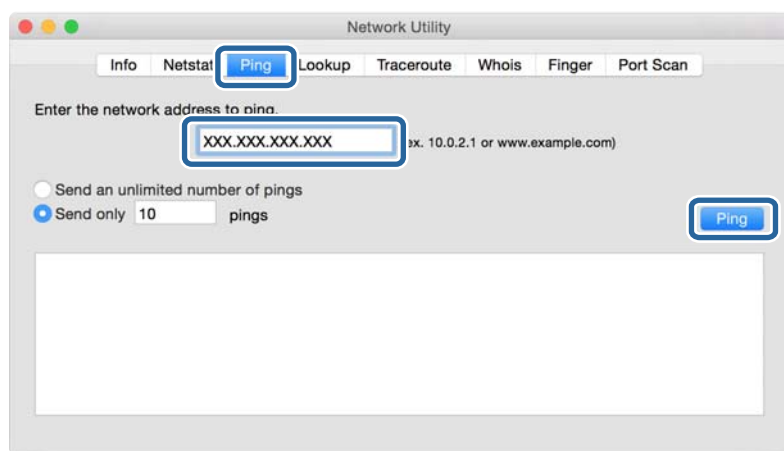 Network Utility
Info Netstat Ping Lookup Traceroute Whois Finger Port Scan
Enter the network address to ping.
XXX.XXX.XXX.XXX ex. 10.0.2.1 or www.example.com)
Send an unlimited number of pings
Send only 10 pings
Ping